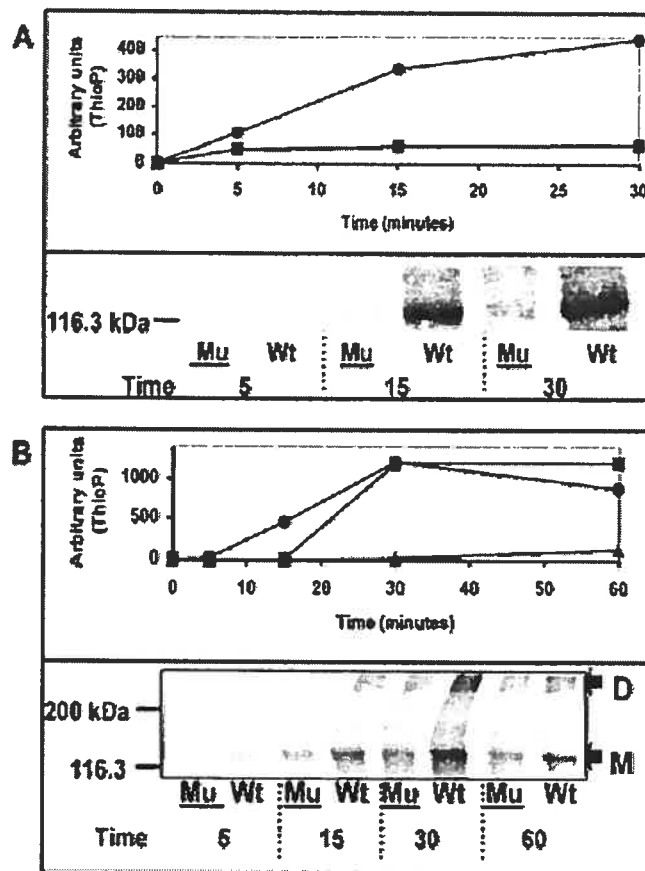 A
Arbitrary units
(ThioP)
400
300
200
100
0
0 5 10 15 20 25 30
Time (minutes)
116.3 kDa
Mu Wt Mu Wt Mu Wt
Time 5 15 30
B
Arbitrary units
(ThioP)
1000
500
0
0 10 20 30 40 50 60
Time (minutes)
200 kDa
D
116.3
M
Mu Wt Mu Wt Mu Wt Mu Wt
Time 5 15 30 60